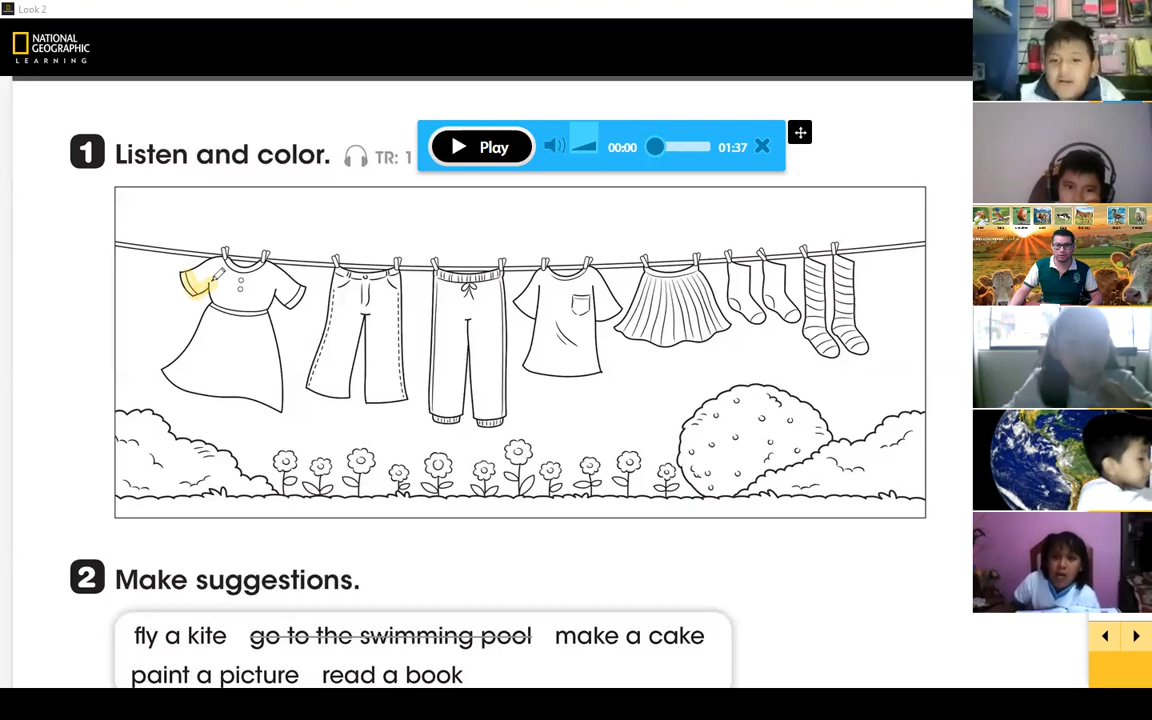 Look 2
NATIONAL
GEOGRAPHIC
LEARNING
1 Listen and color. TR: 1
Play 00:00 01:37
2 Make suggestions.
fly a kite go to the swimming pool make a cake
paint a picture read a book